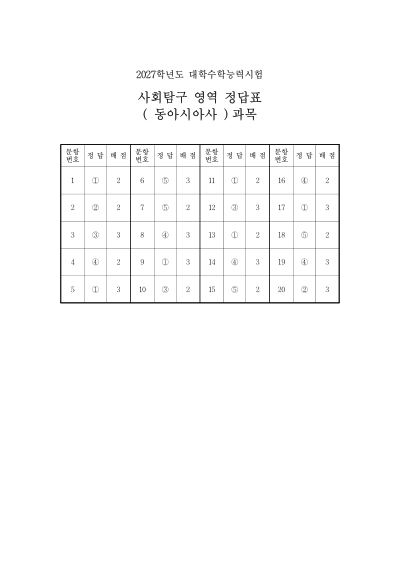 2027학년도 대학수학능력시험
사회탐구 영역 정답표
( 동아시아사 )과목
문항번호 정 답 배 점 문항번호 정 답 배 점 문항번호 정 답 배 점 문항번호 정 답 배 점
1 ① 2 6 ⑤ 3 11 ① 2 16 ④ 2
2 ② 2 7 ⑤ 2 12 ③ 3 17 ① 3
3 ③ 3 8 ④ 3 13 ① 2 18 ⑤ 2
4 ④ 2 9 ① 3 14 ④ 3 19 ④ 3
5 ① 3 10 ③ 2 15 ⑤ 2 20 ② 3